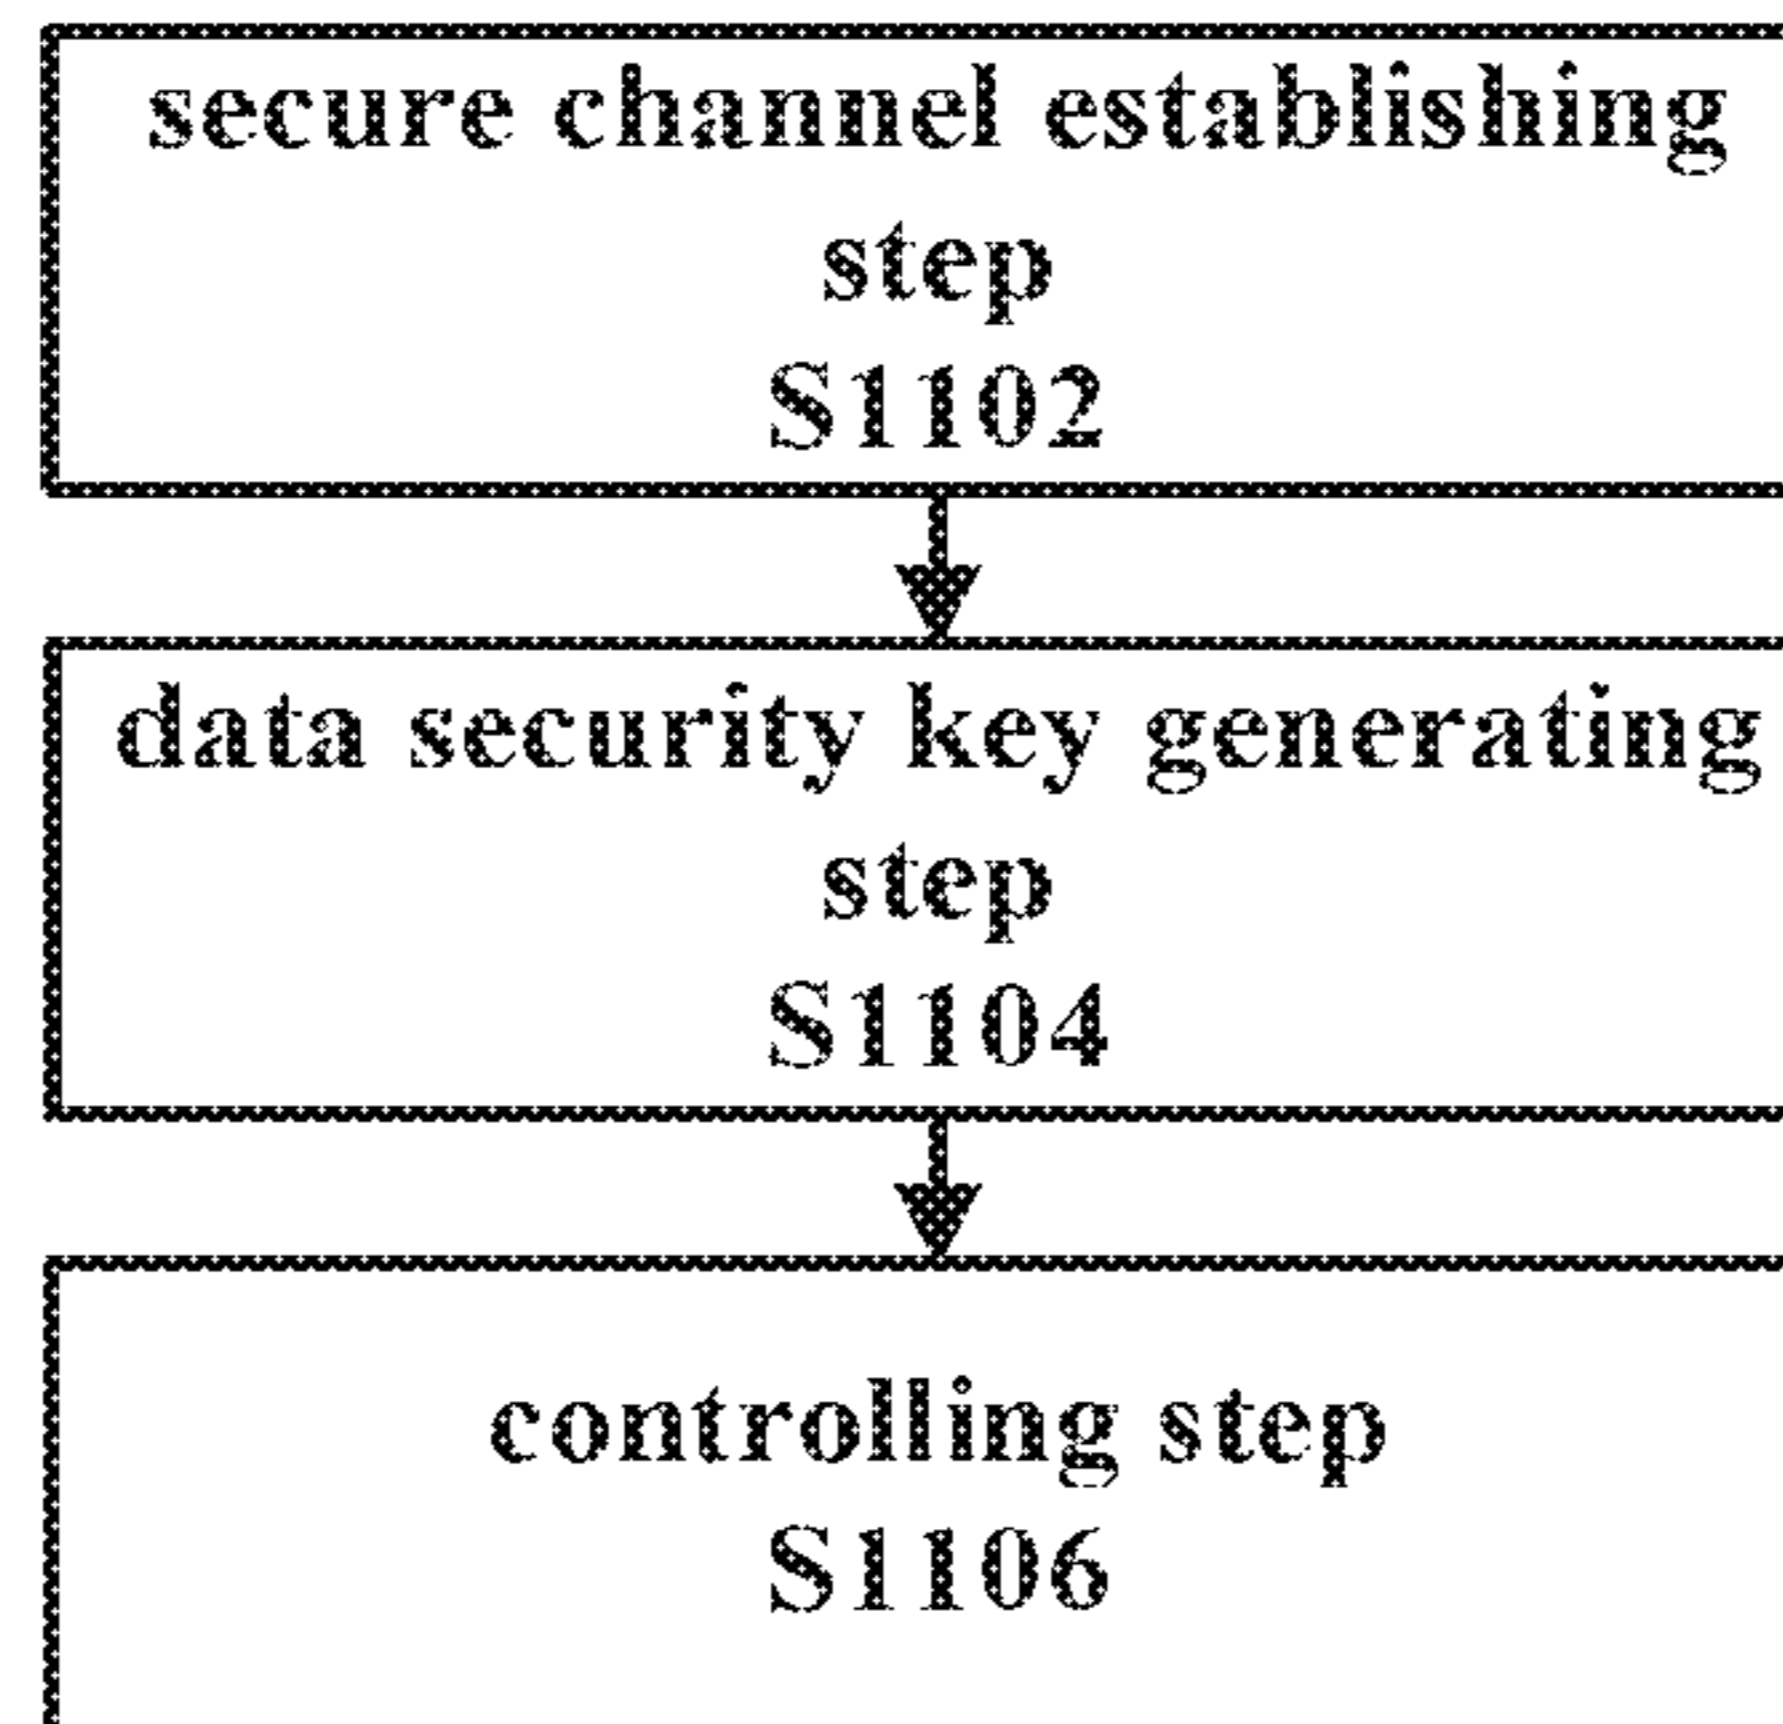 secure channel establishing
step
S1102
data security key generating
step
S1104
controlling step
S1106